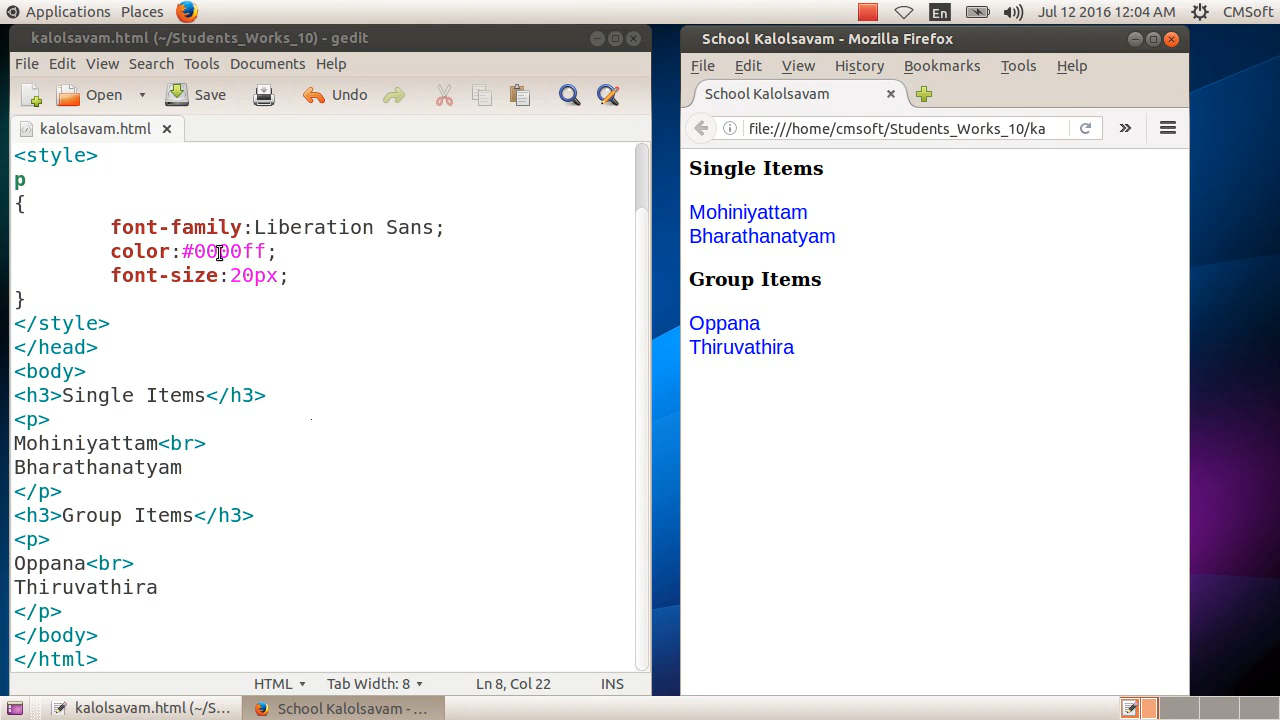 Applications Places En Jul 12 2016 12:04 AM CMSoft
kalolsavam.html (~/Students_Works_10) - gedit
File Edit View Search Tools Documents Help
Open Save Undo
kalolsavam.html
<style>
p
{
font-family:Liberation Sans;
color:#0000ff;
font-size:20px;
}
</style>
</head>
<body>
<h3>Single Items</h3>
<p>
Mohiniyattam<br>
Bharathanatyam
</p>
<h3>Group Items</h3>
<p>
Oppana<br>
Thiruvathira
</p>
</body>
</html>
HTML Tab Width: 8 Ln 8, Col 22 INS
School Kalolsavam - Mozilla Firefox
File Edit View History Bookmarks Tools Help
School Kalolsavam
file:///home/cmsoft/Students_Works_10/ka
Single Items
Mohiniyattam
Bharathanatyam
Group Items
Oppana
Thiruvathira
kalolsavam.html (~/S... School Kalolsavam - ...